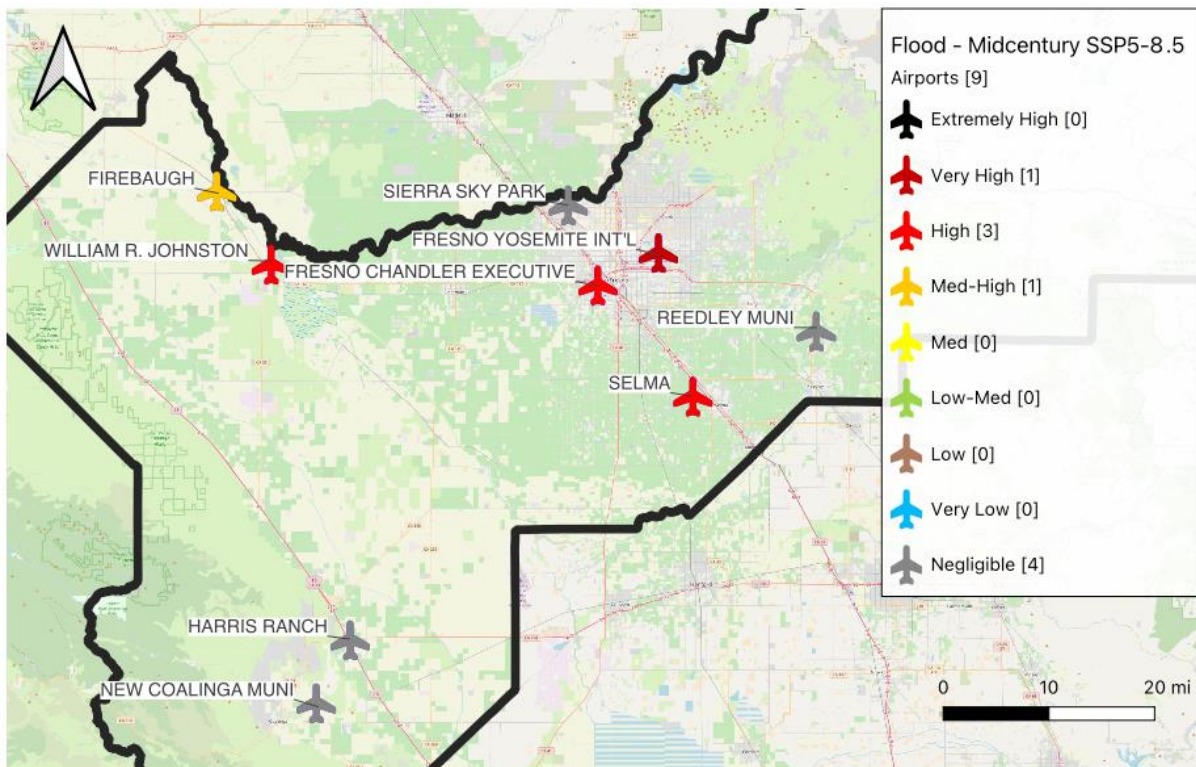 Flood - Midcentury SSP5-8.5
Airports [9]
Extremely High [0]
Very High [1]
High [3]
Med-High [1]
Med [0]
Low-Med [0]
Low [0]
Very Low [0]
Negligible [4]
FIREBAUGH
SIERRA SKY PARK
WILLIAM R. JOHNSTON
FRESNO YOSEMITE INT'L
FRESNO CHANDLER EXECUTIVE
REEDLEY MUNI
SELMA
HARRIS RANCH
NEW COALINGA MUNI
0 10 20 mi